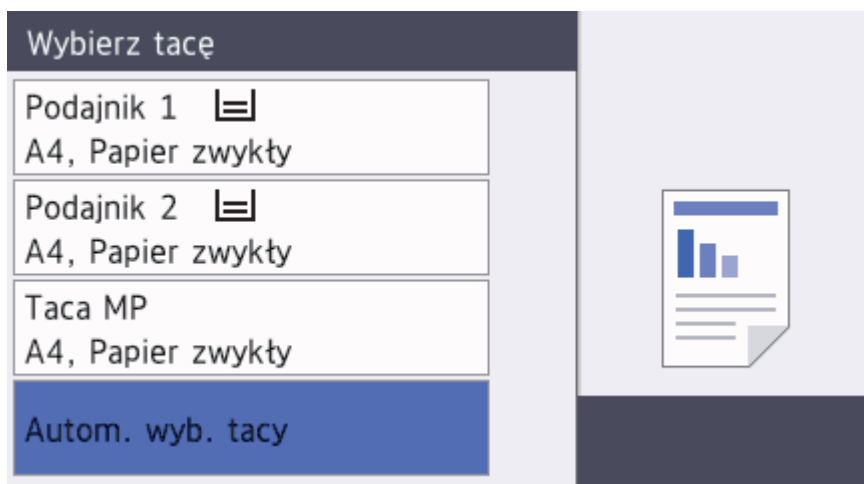 Wybierz tacę
Podajnik 1
A4, Papier zwykły
Podajnik 2
A4, Papier zwykły
Taca MP
A4, Papier zwykły
Autom. wyb. tacy